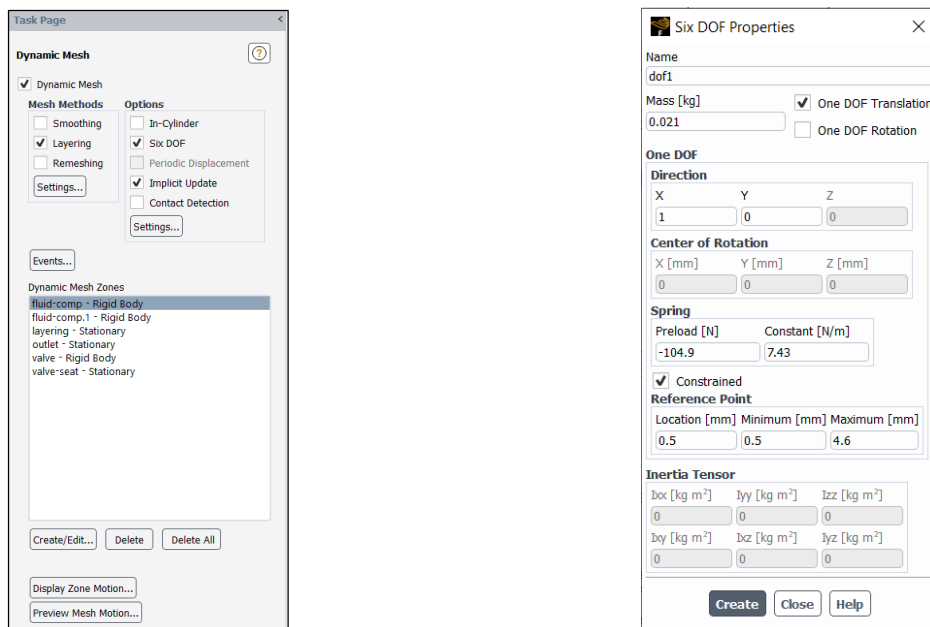 Task Page
<
Dynamic Mesh
?
Dynamic Mesh
Mesh Methods
Smoothing
Layering
Remeshing
Settings...
Options
In-Cylinder
Six DOF
Periodic Displacement
Implicit Update
Contact Detection
Settings...
Events...
Dynamic Mesh Zones
fluid-comp - Rigid Body
fluid-comp.1 - Rigid Body
layering - Stationary
outlet - Stationary
valve - Rigid Body
valve-seat - Stationary
Create/Edit... Delete Delete All
Display Zone Motion...
Preview Mesh Motion...
F Six DOF Properties
Name
dof1
Mass [kg]
0.021
One DOF Translation
One DOF Rotation
One DOF
Direction
X Y Z
1 0 0
Center of Rotation
X [mm] Y [mm] Z [mm]
0 0 0
Spring
Preload [N] Constant [N/m]
-104.9 7.43
Constrained
Reference Point
Location [mm] Minimum [mm] Maximum [mm]
0.5 0.5 4.6
Inertia Tensor
Ixx [kg m²] Iyy [kg m²] Izz [kg m²]
0 0 0
Ixy [kg m²] Ixz [kg m²] Iyz [kg m²]
0 0 0
Create Close Help